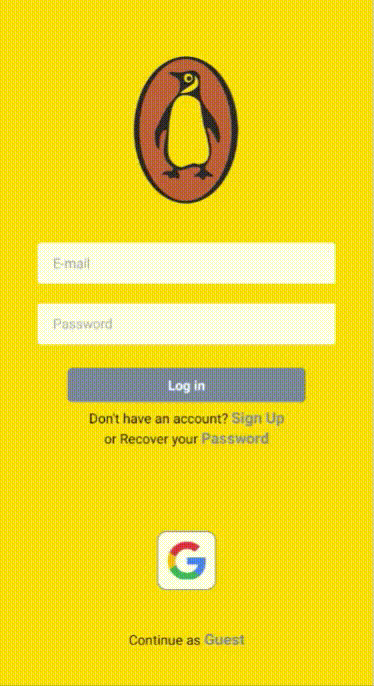 E-mail
Password
Log in
Don't have an account? Sign Up
or Recover your Password
Continue as Guest